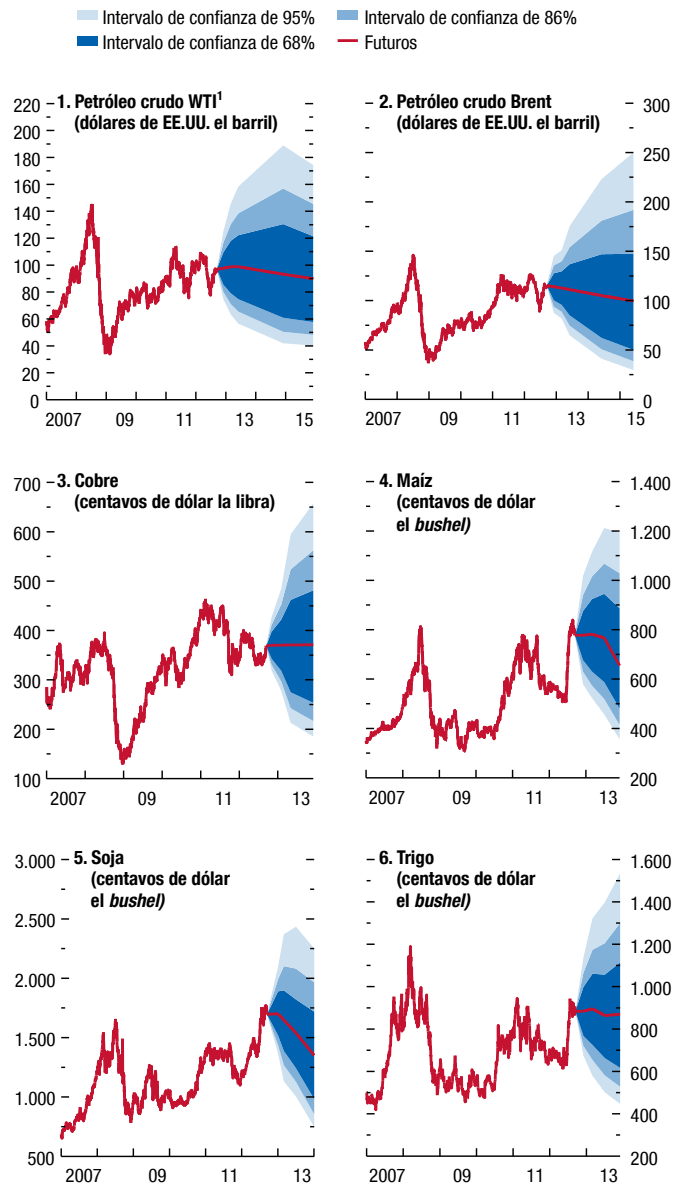 Intervalo de confianza de 95%
Intervalo de confianza de 86%
Intervalo de confianza de 68%
Futuros
1. Petróleo crudo WTI¹
(dólares de EE.UU. el barril)
220
200
180
160
140
120
100
80
60
40
20
0
2007 09 11 13 15
2. Petróleo crudo Brent
(dólares de EE.UU. el barril)
300
250
200
150
100
50
0
2007 09 11 13 15
3. Cobre
(centavos de dólar la libra)
700
600
500
400
300
200
100
2007 09 11 13
4. Maíz
(centavos de dólar
el bushel)
1.400
1.200
1.000
800
600
400
200
2007 09 11 13
5. Soja
(centavos de dólar
el bushel)
3.000
2.500
2.000
1.500
1.000
500
2007 09 11 13
6. Trigo
(centavos de dólar
el bushel)
1.600
1.400
1.200
1.000
800
600
400
200
2007 09 11 13